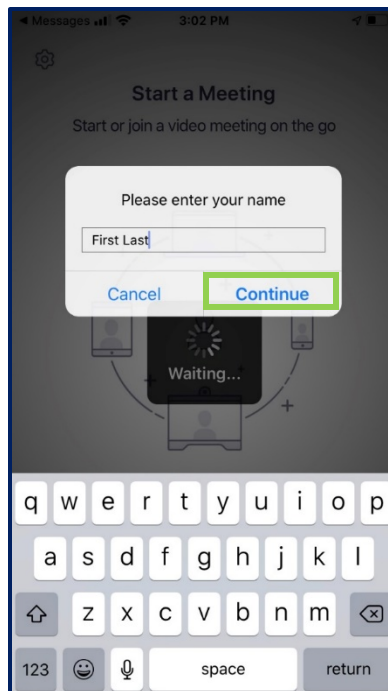 ◀ Messages 3:02 PM
Start a Meeting
Start or join a video meeting on the go
Please enter your name
First Last
Cancel Continue
Waiting...
q w e r t y u i o p
a s d f g h j k l
z x c v b n m
123 space return